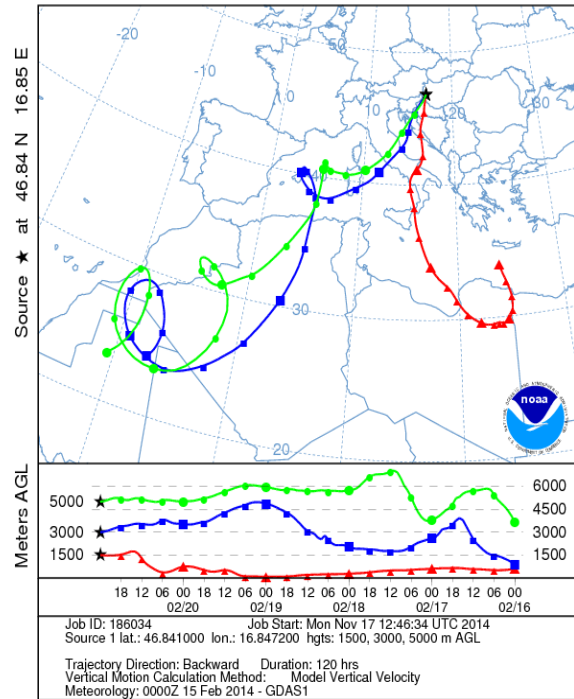 -20
-10
0
10
20
30
50
40
30
20
Source ★ at 46.84 N 16.85 E
noaa
Meters AGL
5000
3000
1500
6000
4500
3000
1500
18 12 06 00 18 12 06 00 18 12 06 00 18 12 06 00 18 12 06 00
02/20 02/19 02/18 02/17 02/16
Job ID: 186034 Job Start: Mon Nov 17 12:46:34 UTC 2014
Source 1 lat.: 46.841000 lon.: 16.847200 hgts: 1500, 3000, 5000 m AGL
Trajectory Direction: Backward Duration: 120 hrs
Vertical Motion Calculation Method: Model Vertical Velocity
Meteorology: 0000Z 15 Feb 2014 - GDAS1